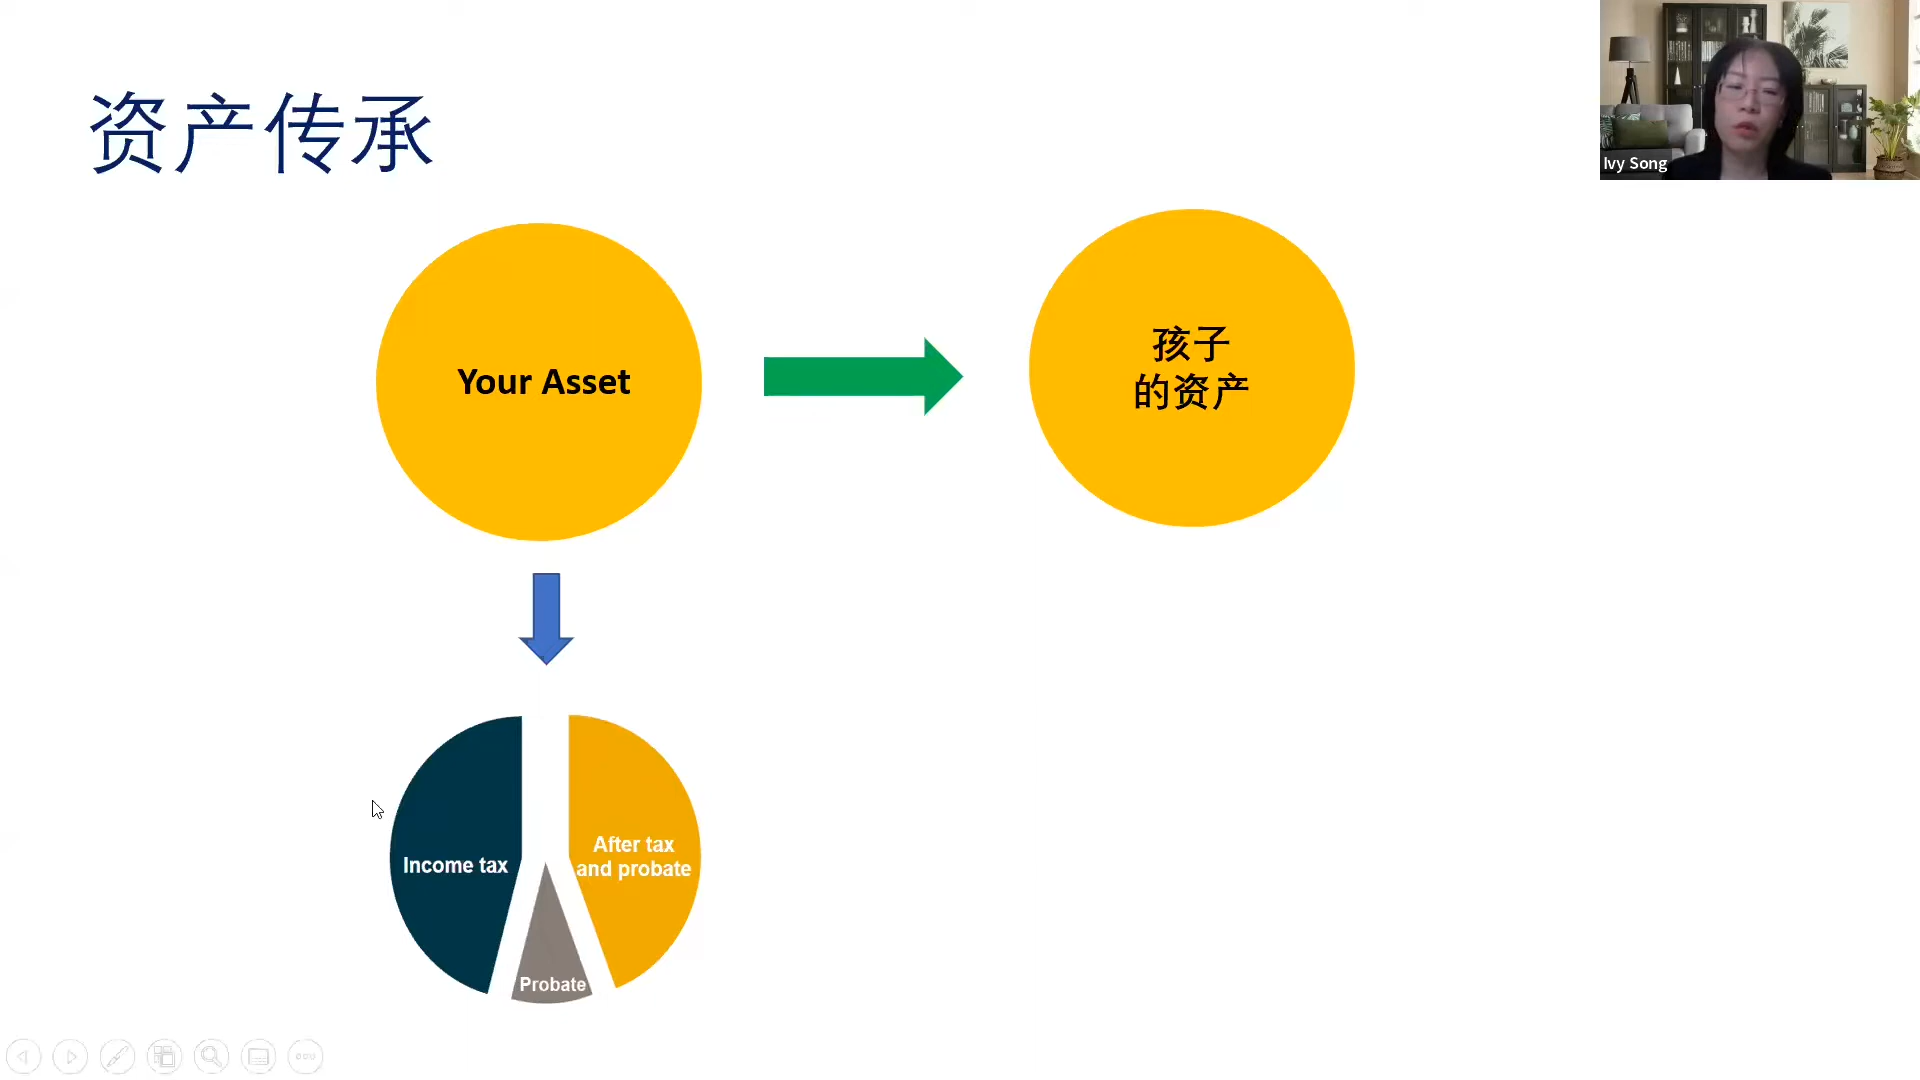 资产传承
Ivy Song
Your Asset
孩子
的资产
Income tax
After tax
and probate
Probate